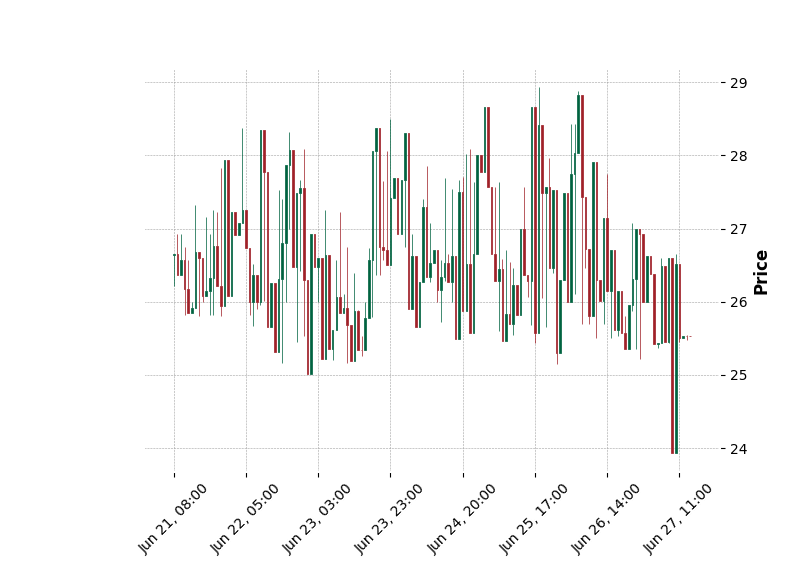 29
28
27
26
25
24
Price
Jun 21, 08:00
Jun 22, 05:00
Jun 23, 03:00
Jun 23, 23:00
Jun 24, 20:00
Jun 25, 17:00
Jun 26, 14:00
Jun 27, 11:00